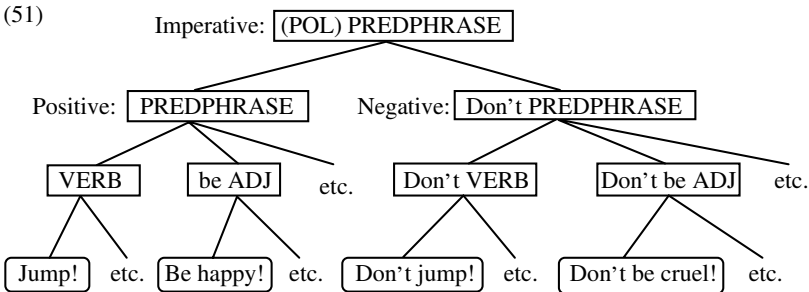 (51)
Imperative: (POL) PREDPHRASE
Positive: PREDPHRASE Negative: Don't PREDPHRASE
VERB be ADJ etc. Don't VERB Don't be ADJ etc.
Jump! etc. Be happy! etc. Don't jump! etc. Don't be cruel! etc.